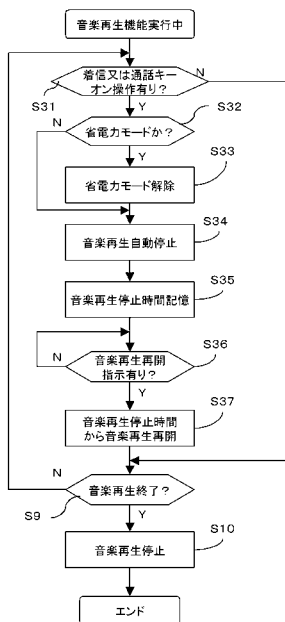 音楽再生機能実行中
着信又は通話キー
オン操作有り？
N
S31
Y
S32
省電力モードか？
N
Y
S33
省電力モード解除
S34
音楽再生自動停止
S35
音楽再生停止時間記憶
S36
N
音楽再生再開
指示有り？
Y
S37
音楽再生停止時間
から音楽再生再開
N
音楽再生終了？
S9
Y
S10
音楽再生停止
エンド